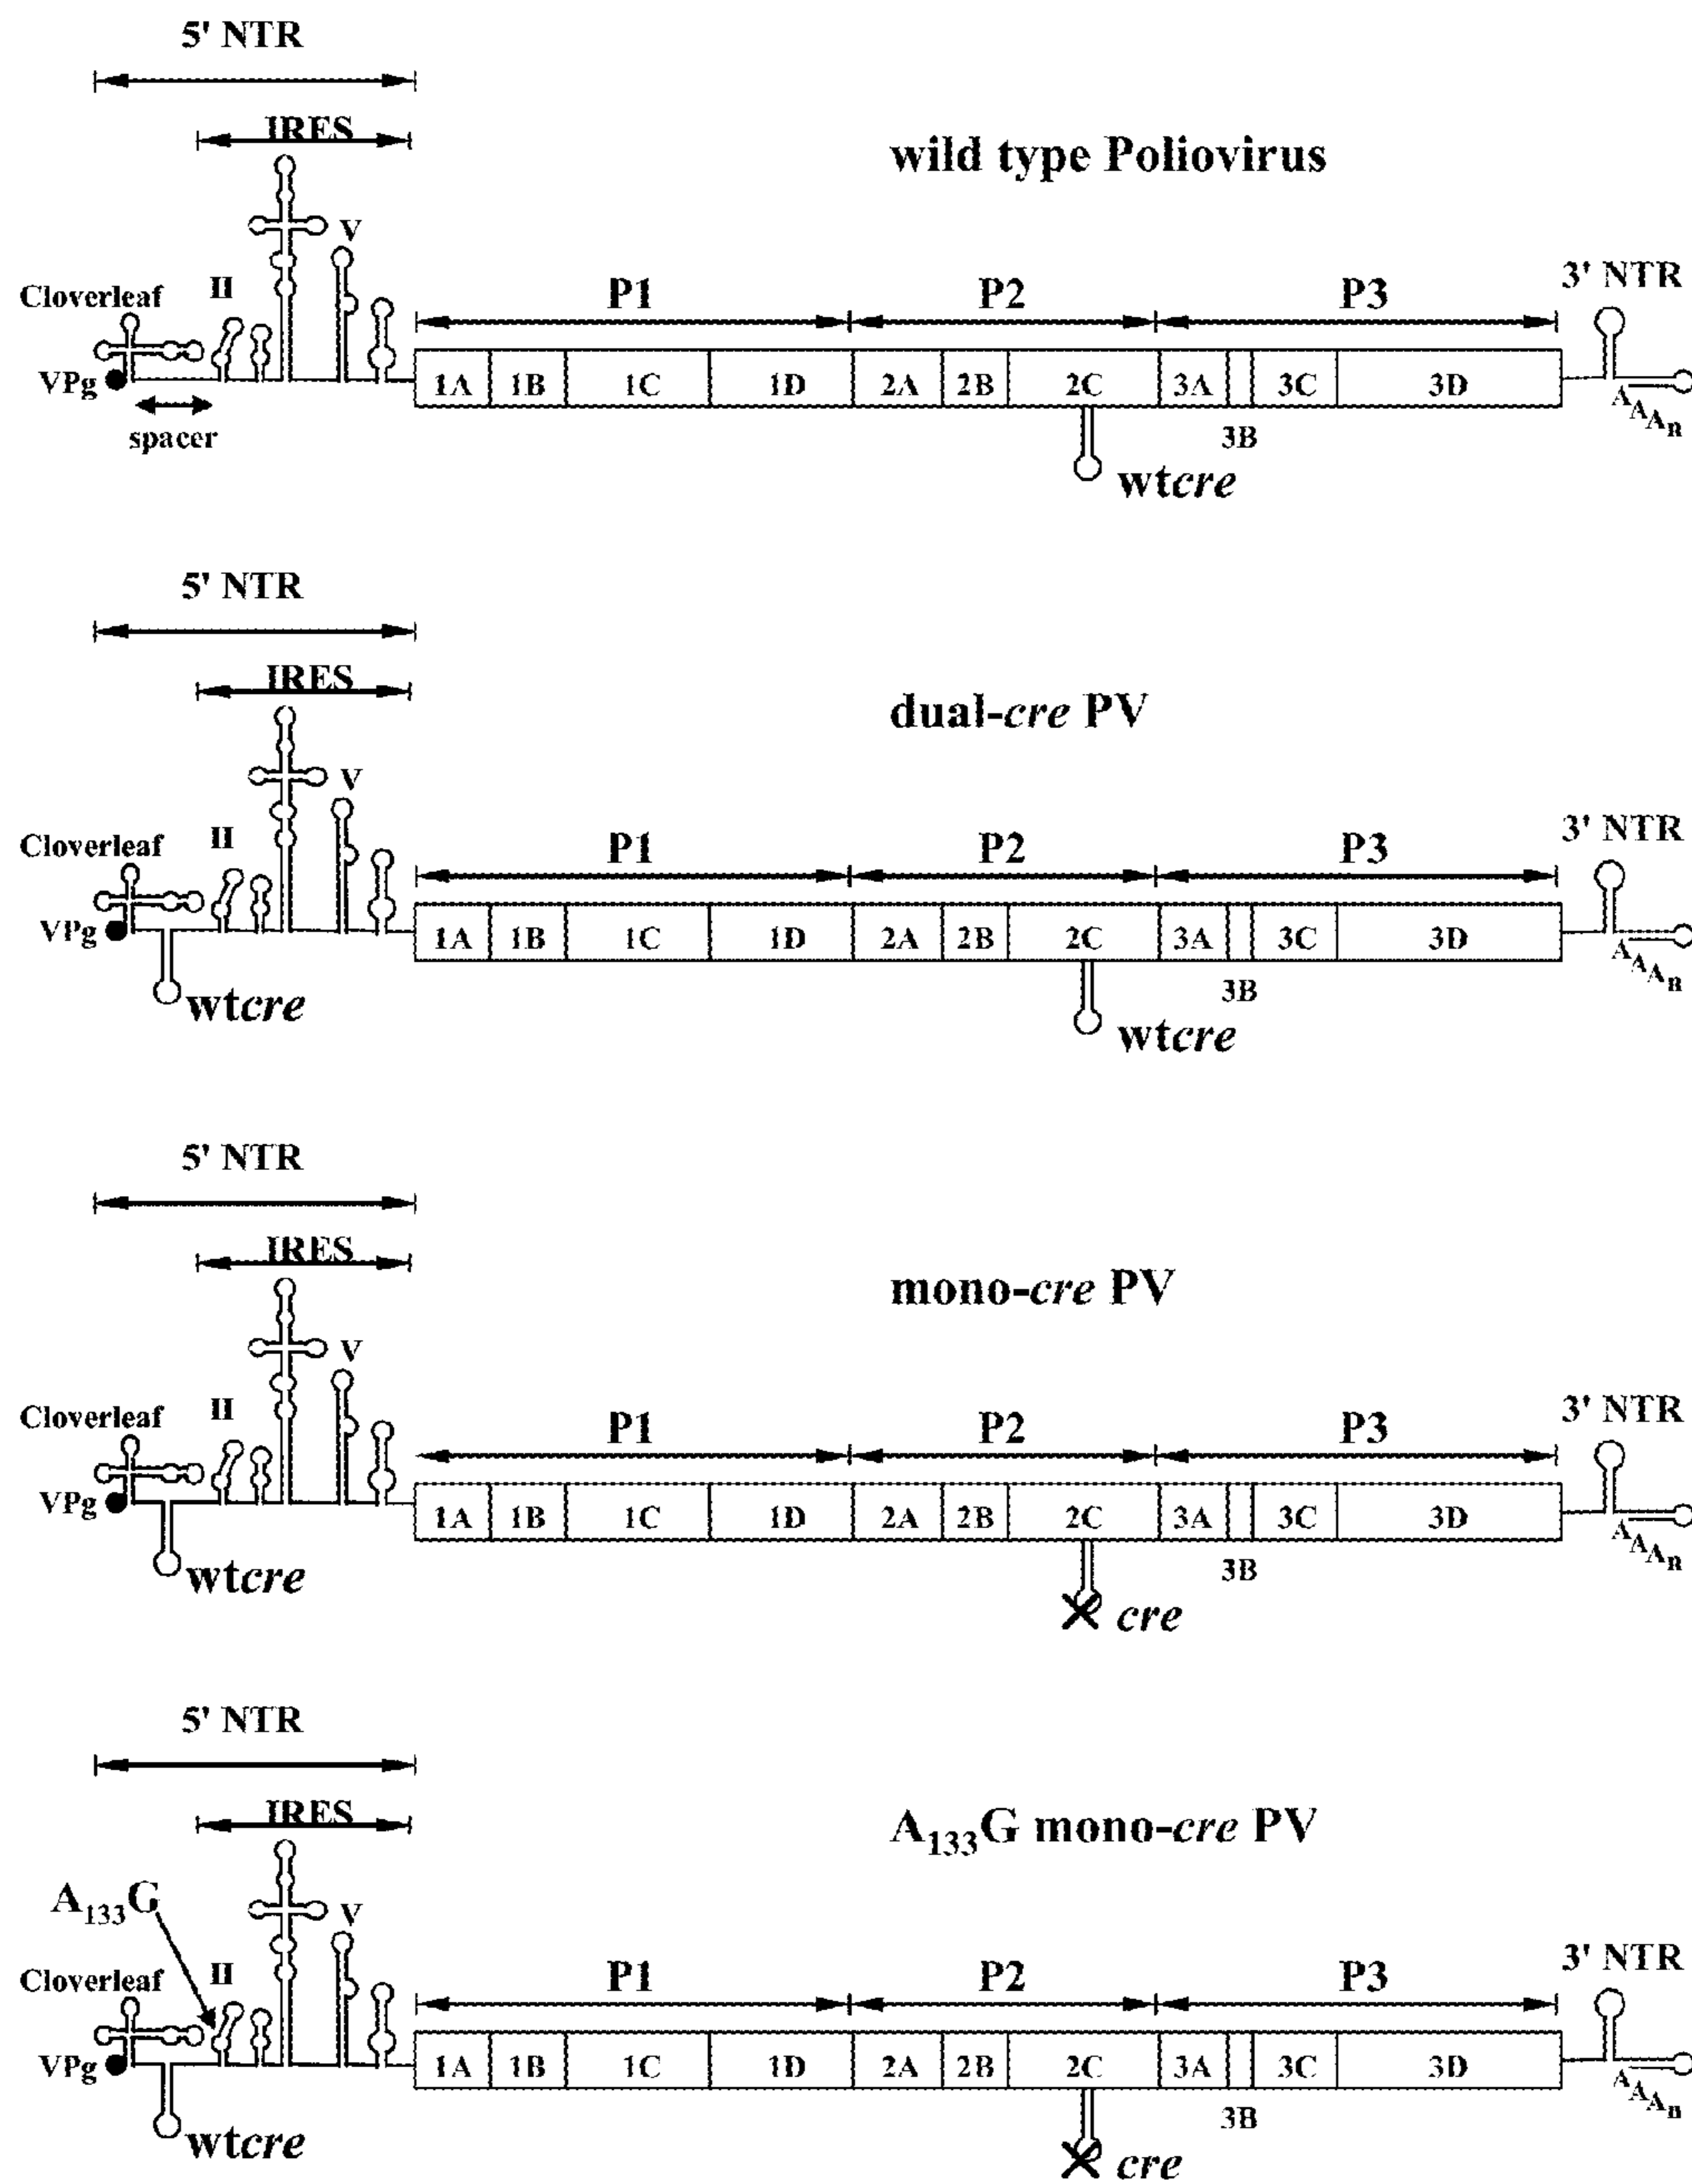 5' NTR
IRES
wild type Poliovirus
V
Cloverleaf II P1 P2 P3 3' NTR
VPg 1A 1B 1C 1D 2A 2B 2C 3A 3C 3D AAAn
spacer 3B
wtcre
5' NTR
IRES
dual-cre PV
V
Cloverleaf II P1 P2 P3 3' NTR
VPg 1A 1B 1C 1D 2A 2B 2C 3A 3C 3D AAAn
wtcre 3B
wtcre
5' NTR
IRES
mono-cre PV
V
Cloverleaf II P1 P2 P3 3' NTR
VPg 1A 1B 1C 1D 2A 2B 2C 3A 3C 3D AAAn
wtcre 3B
cre
5' NTR
IRES
A₁₃₃G mono-cre PV
A₁₃₃G V
Cloverleaf II P1 P2 P3 3' NTR
VPg 1A 1B 1C 1D 2A 2B 2C 3A 3C 3D AAAn
wtcre 3B
cre